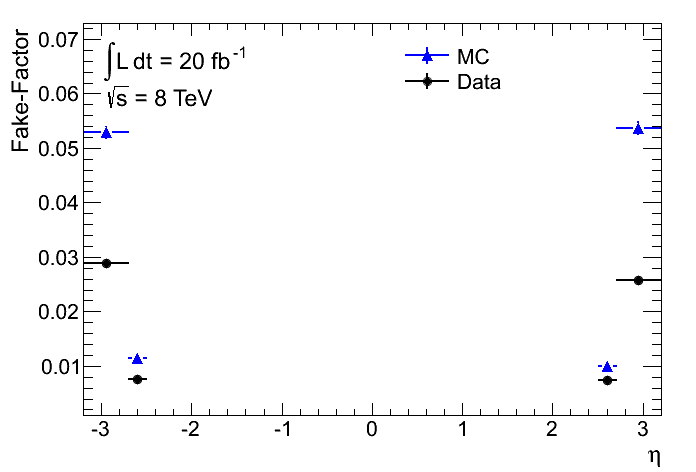 Fake-Factor
0.07
0.06
0.05
0.04
0.03
0.02
0.01
∫L dt = 20 fb⁻¹
√s = 8 TeV
MC
Data
-3 -2 -1 0 1 2 3
η